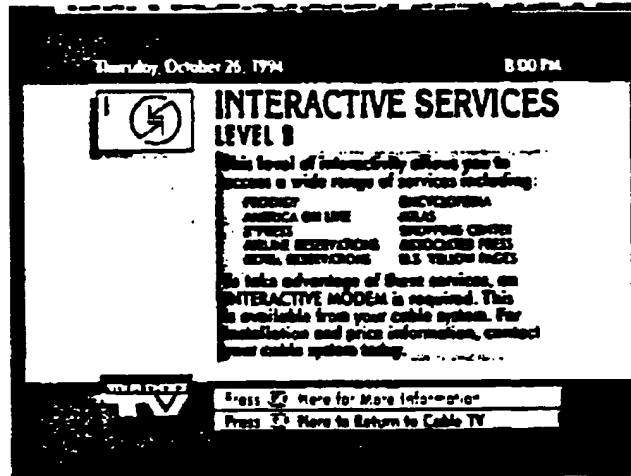 Thursday, October 26, 1994 8:00 PM
INTERACTIVE SERVICES
LEVEL B
This level of interactivity allows you to
access a wide range of services including:
PRODIGY ENCYCLOPEDIA
AMERICA ON LINE ATLAS
X*PRESS SHOPPING CENTER
AIRLINE RESERVATIONS ASSOCIATED PRESS
HOTEL RESERVATIONS U.S. YELLOW PAGES
To take advantage of these services, an
INTERACTIVE MODEM is required. This
is available from your cable system. For
installation and price information, contact
your cable system today.
TV
Press Here for More Information
Press Here to Return to Cable TV